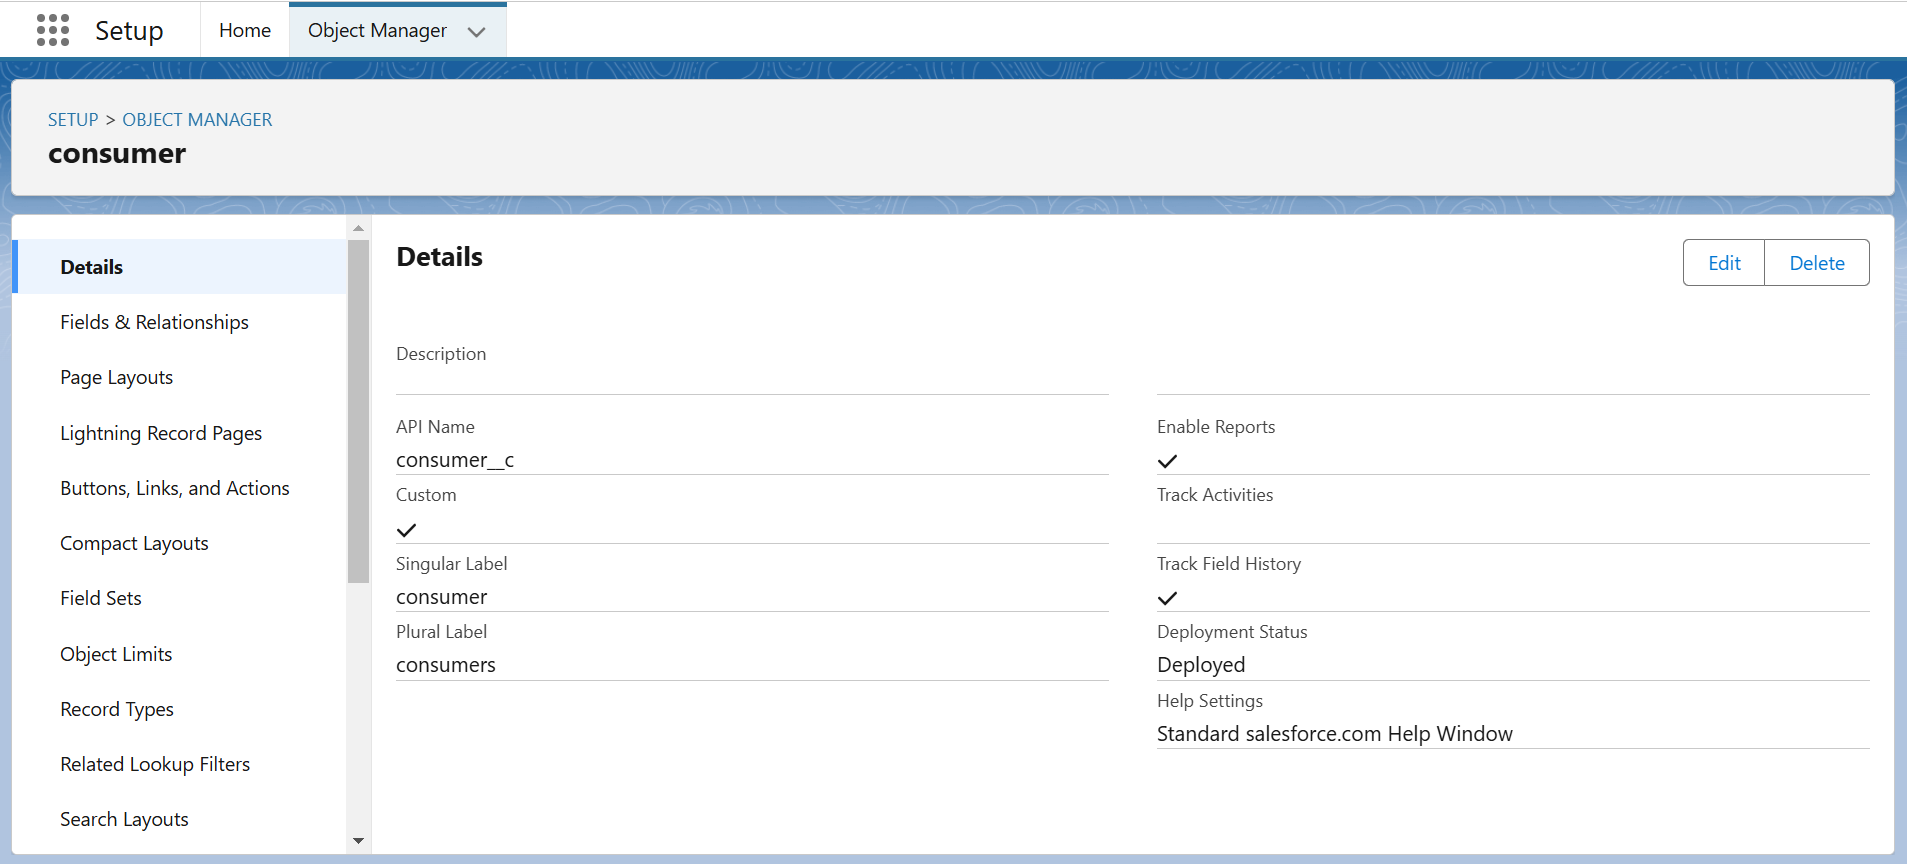 Setup
Home
Object Manager
SETUP > OBJECT MANAGER
consumer
Details
Fields & Relationships
Page Layouts
Lightning Record Pages
Buttons, Links, and Actions
Compact Layouts
Field Sets
Object Limits
Record Types
Related Lookup Filters
Search Layouts
Details
Edit
Delete
Description
API Name
consumer__c
Custom
Singular Label
consumer
Plural Label
consumers
Enable Reports
Track Activities
Track Field History
Deployment Status
Deployed
Help Settings
Standard salesforce.com Help Window